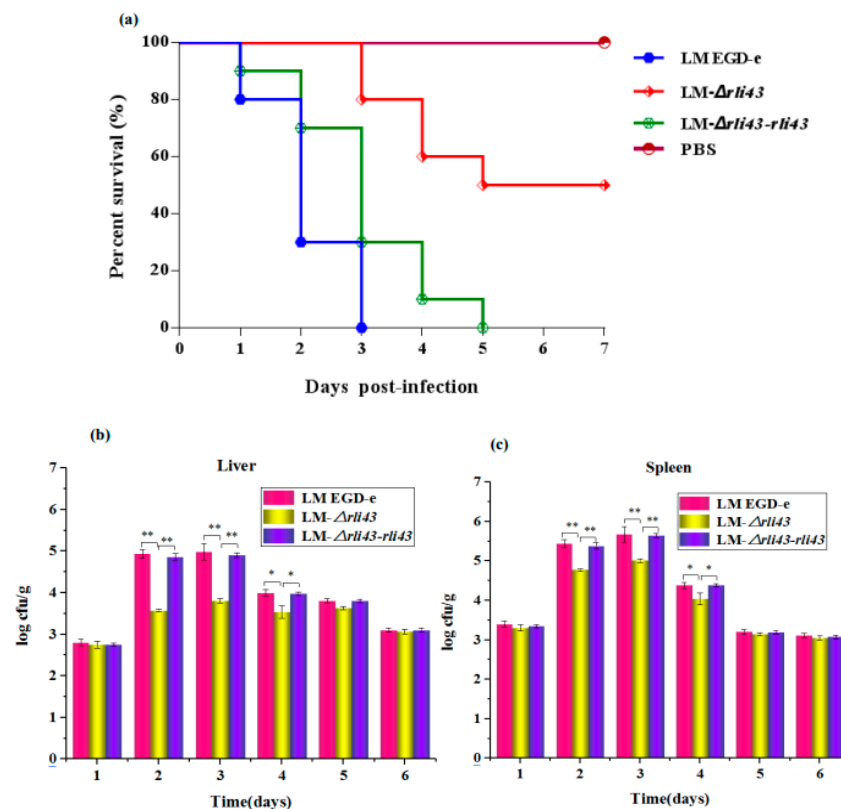 (a)
100
80
60
40
20
0
Percent survival (%)
0 1 2 3 4 5 6 7
Days post-infection
LM EGD-e
LM-Δrli43
LM-Δrli43-rli43
PBS
(b)
Liver
7
6
5
4
3
2
1
0
log cfu/g
LM EGD-e
LM-Δrli43
LM-Δrli43-rli43
** **
** **
* *
1 2 3 4 5 6
Time(days)
(c)
Spleen
7
6
5
4
3
2
1
0
log cfu/g
LM EGD-e
LM-Δrli43
LM-Δrli43-rli43
** **
** **
* *
1 2 3 4 5 6
Time(days)